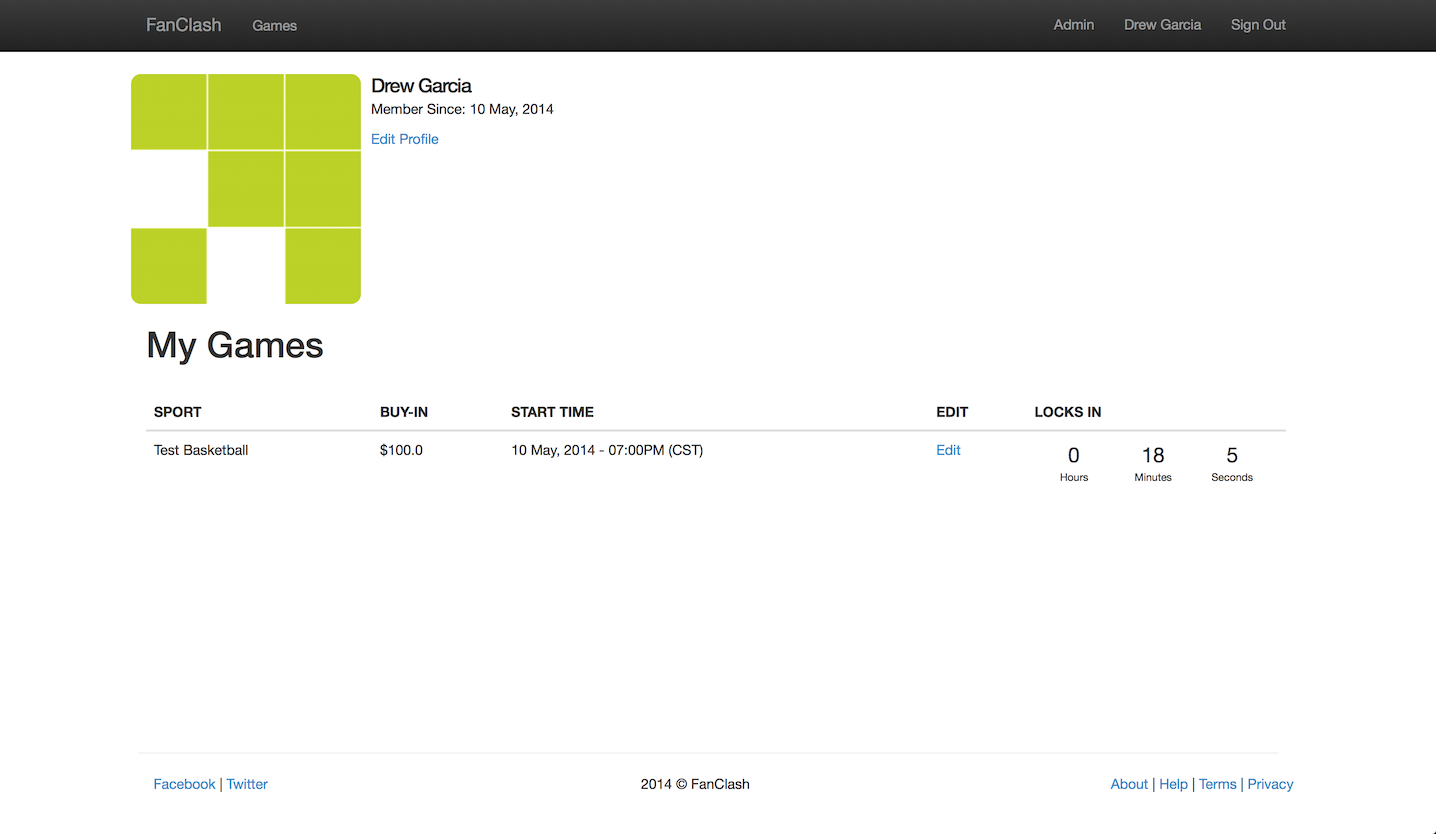 FanClash Games Admin Drew Garcia Sign Out
Drew Garcia
Member Since: 10 May, 2014
Edit Profile
My Games
SPORT BUY-IN START TIME EDIT LOCKS IN
Test Basketball $100.0 10 May, 2014 - 07:00PM (CST) Edit 0 18 5
Hours Minutes Seconds
Facebook | Twitter 2014 © FanClash About | Help | Terms | Privacy